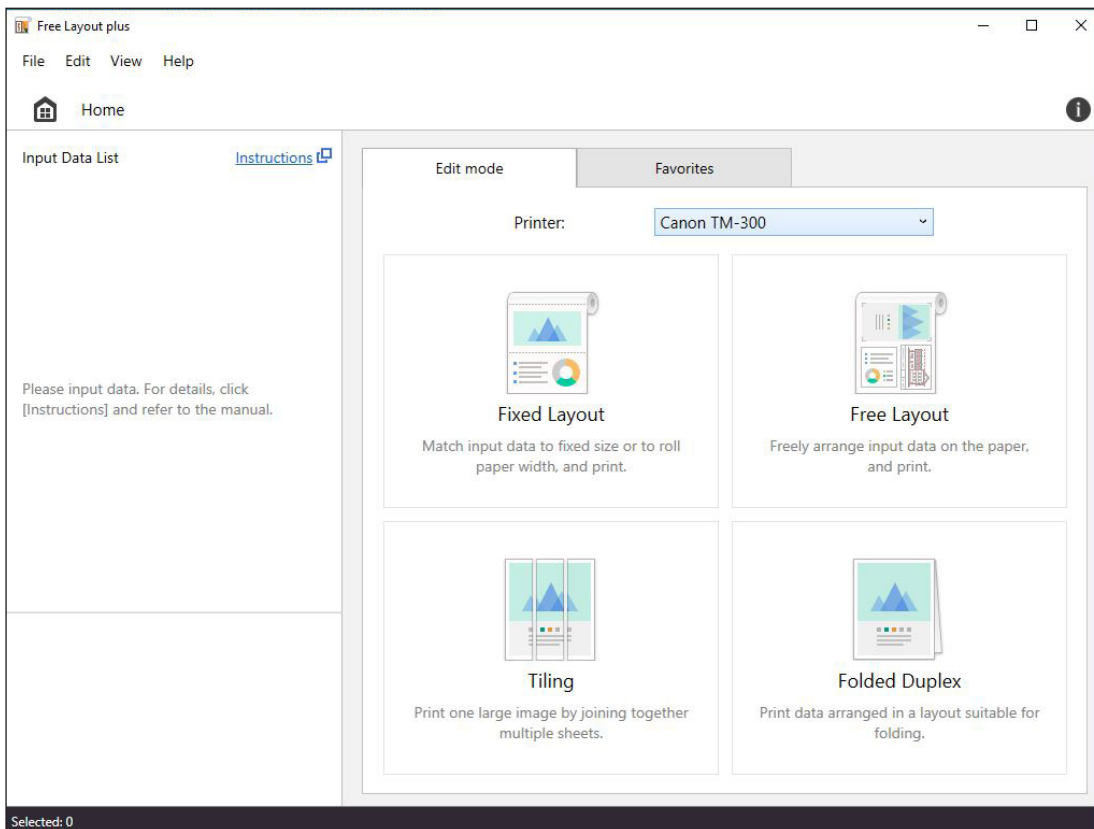 Free Layout plus
File Edit View Help
Home
Input Data List Instructions
Please input data. For details, click
[Instructions] and refer to the manual.
Edit mode Favorites
Printer: Canon TM-300
Fixed Layout
Match input data to fixed size or to roll
paper width, and print.
Free Layout
Freely arrange input data on the paper,
and print.
Tiling
Print one large image by joining together
multiple sheets.
Folded Duplex
Print data arranged in a layout suitable for
folding.
Selected: 0